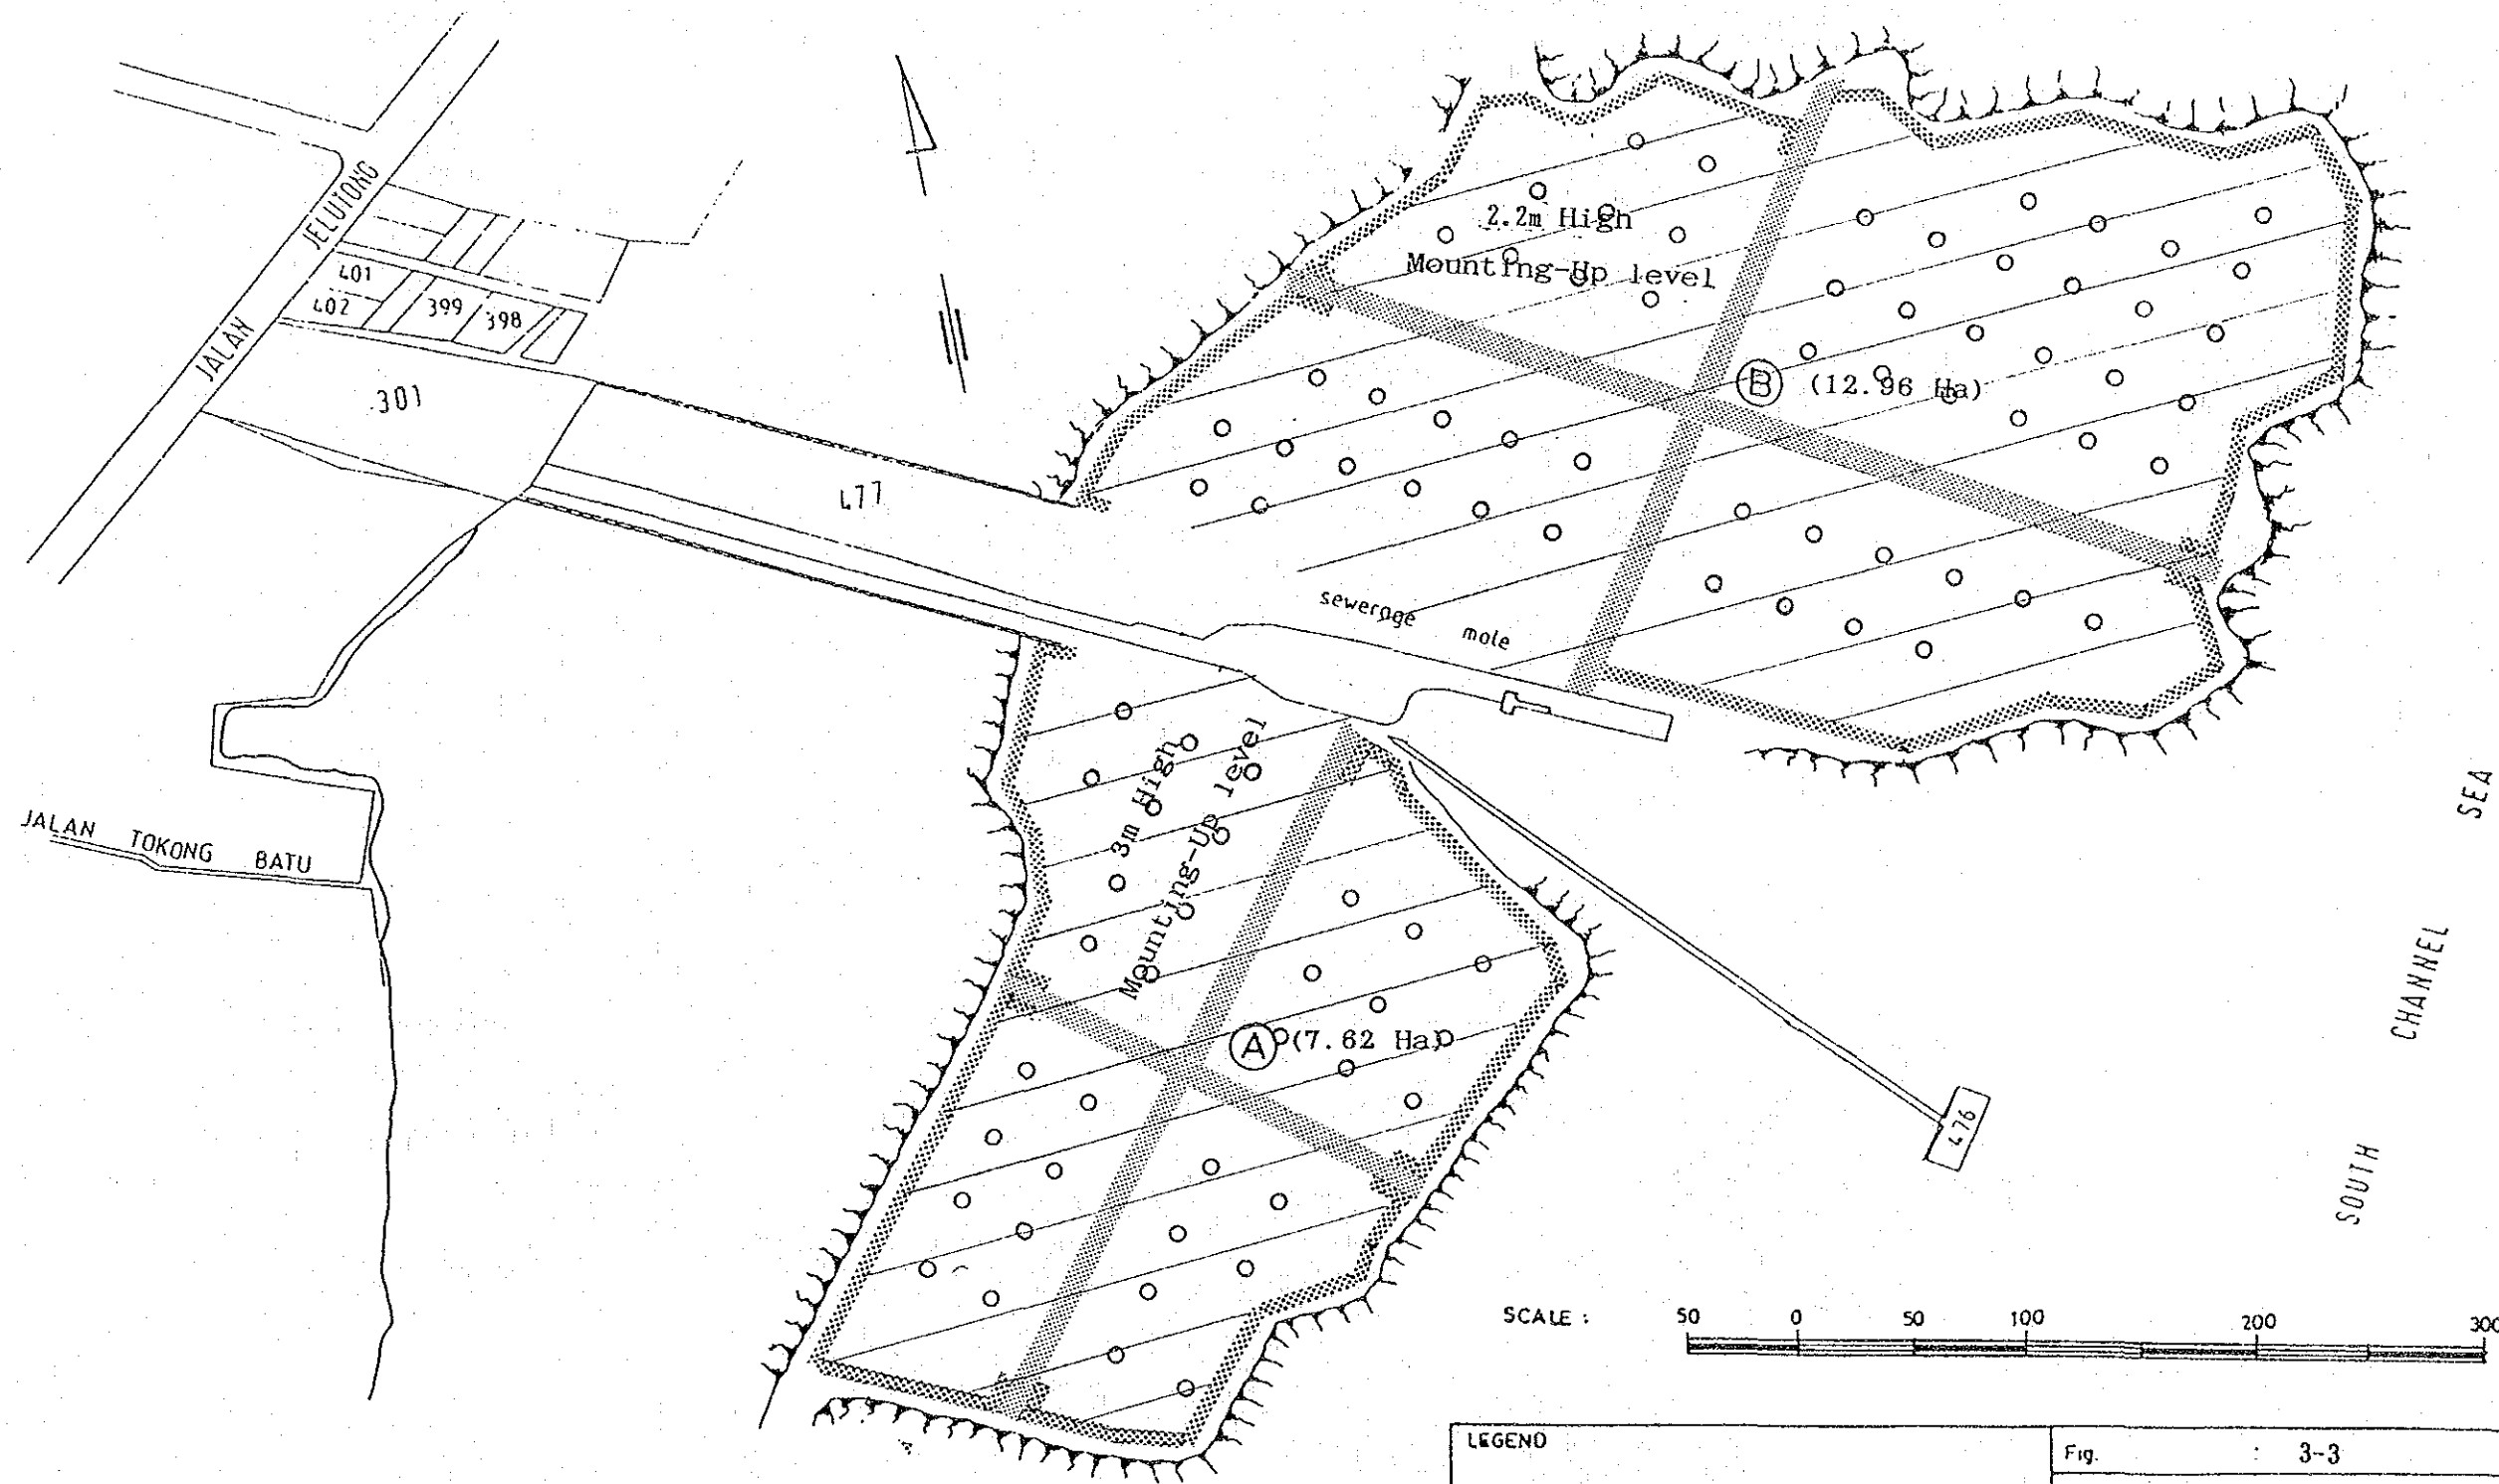 JALAN JELUTONG
401
402
399
398
301
477
2.2m High
Mounting-Up level
B (12.96 Ha)
sewerage mole
3m High
Mounting-Up level
A (7.62 Ha)
JALAN TOKONG BATU
476
SOUTH CHANNEL SEA
SCALE : 50 0 50 100 200 300
LEGEND
Fig. : 3-3